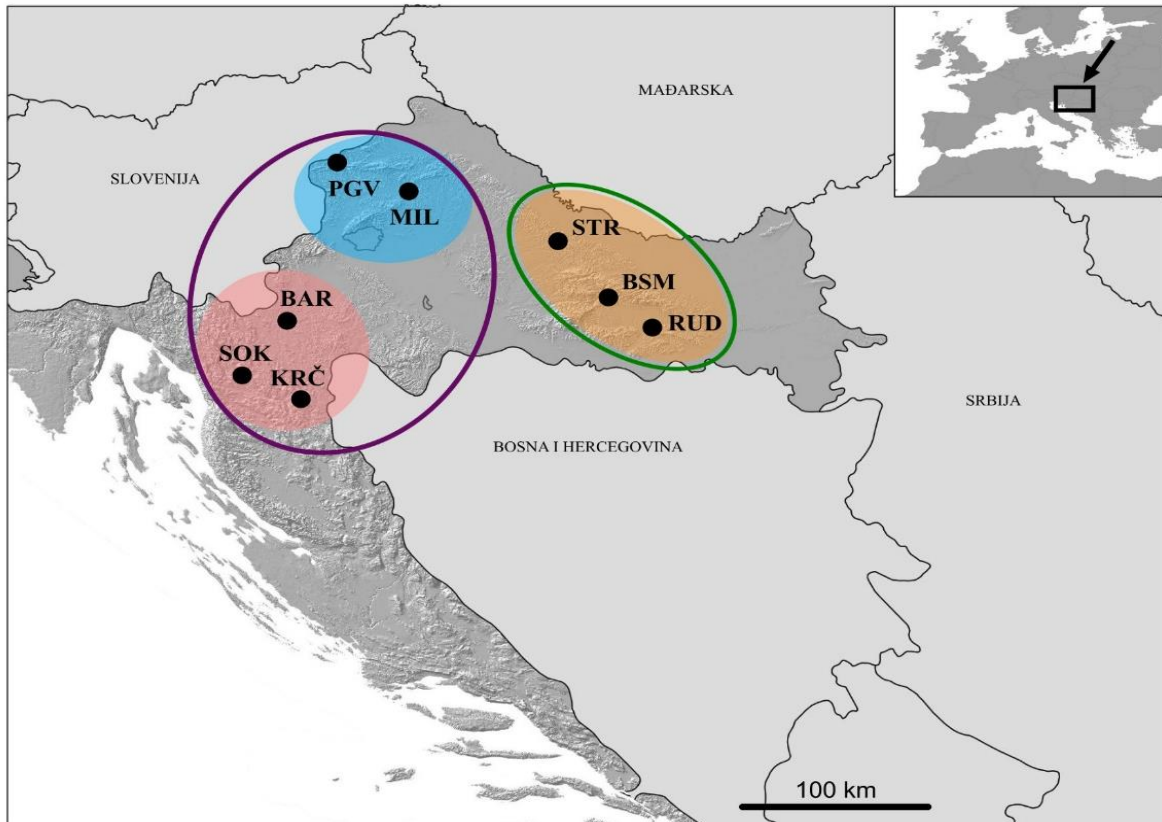 MAĐARSKA
SLOVENIJA
PGV
MIL
STR
BSM
BAR
RUD
SOK
KRČ
SRBIJA
BOSNA I HERCEGOVINA
100 km